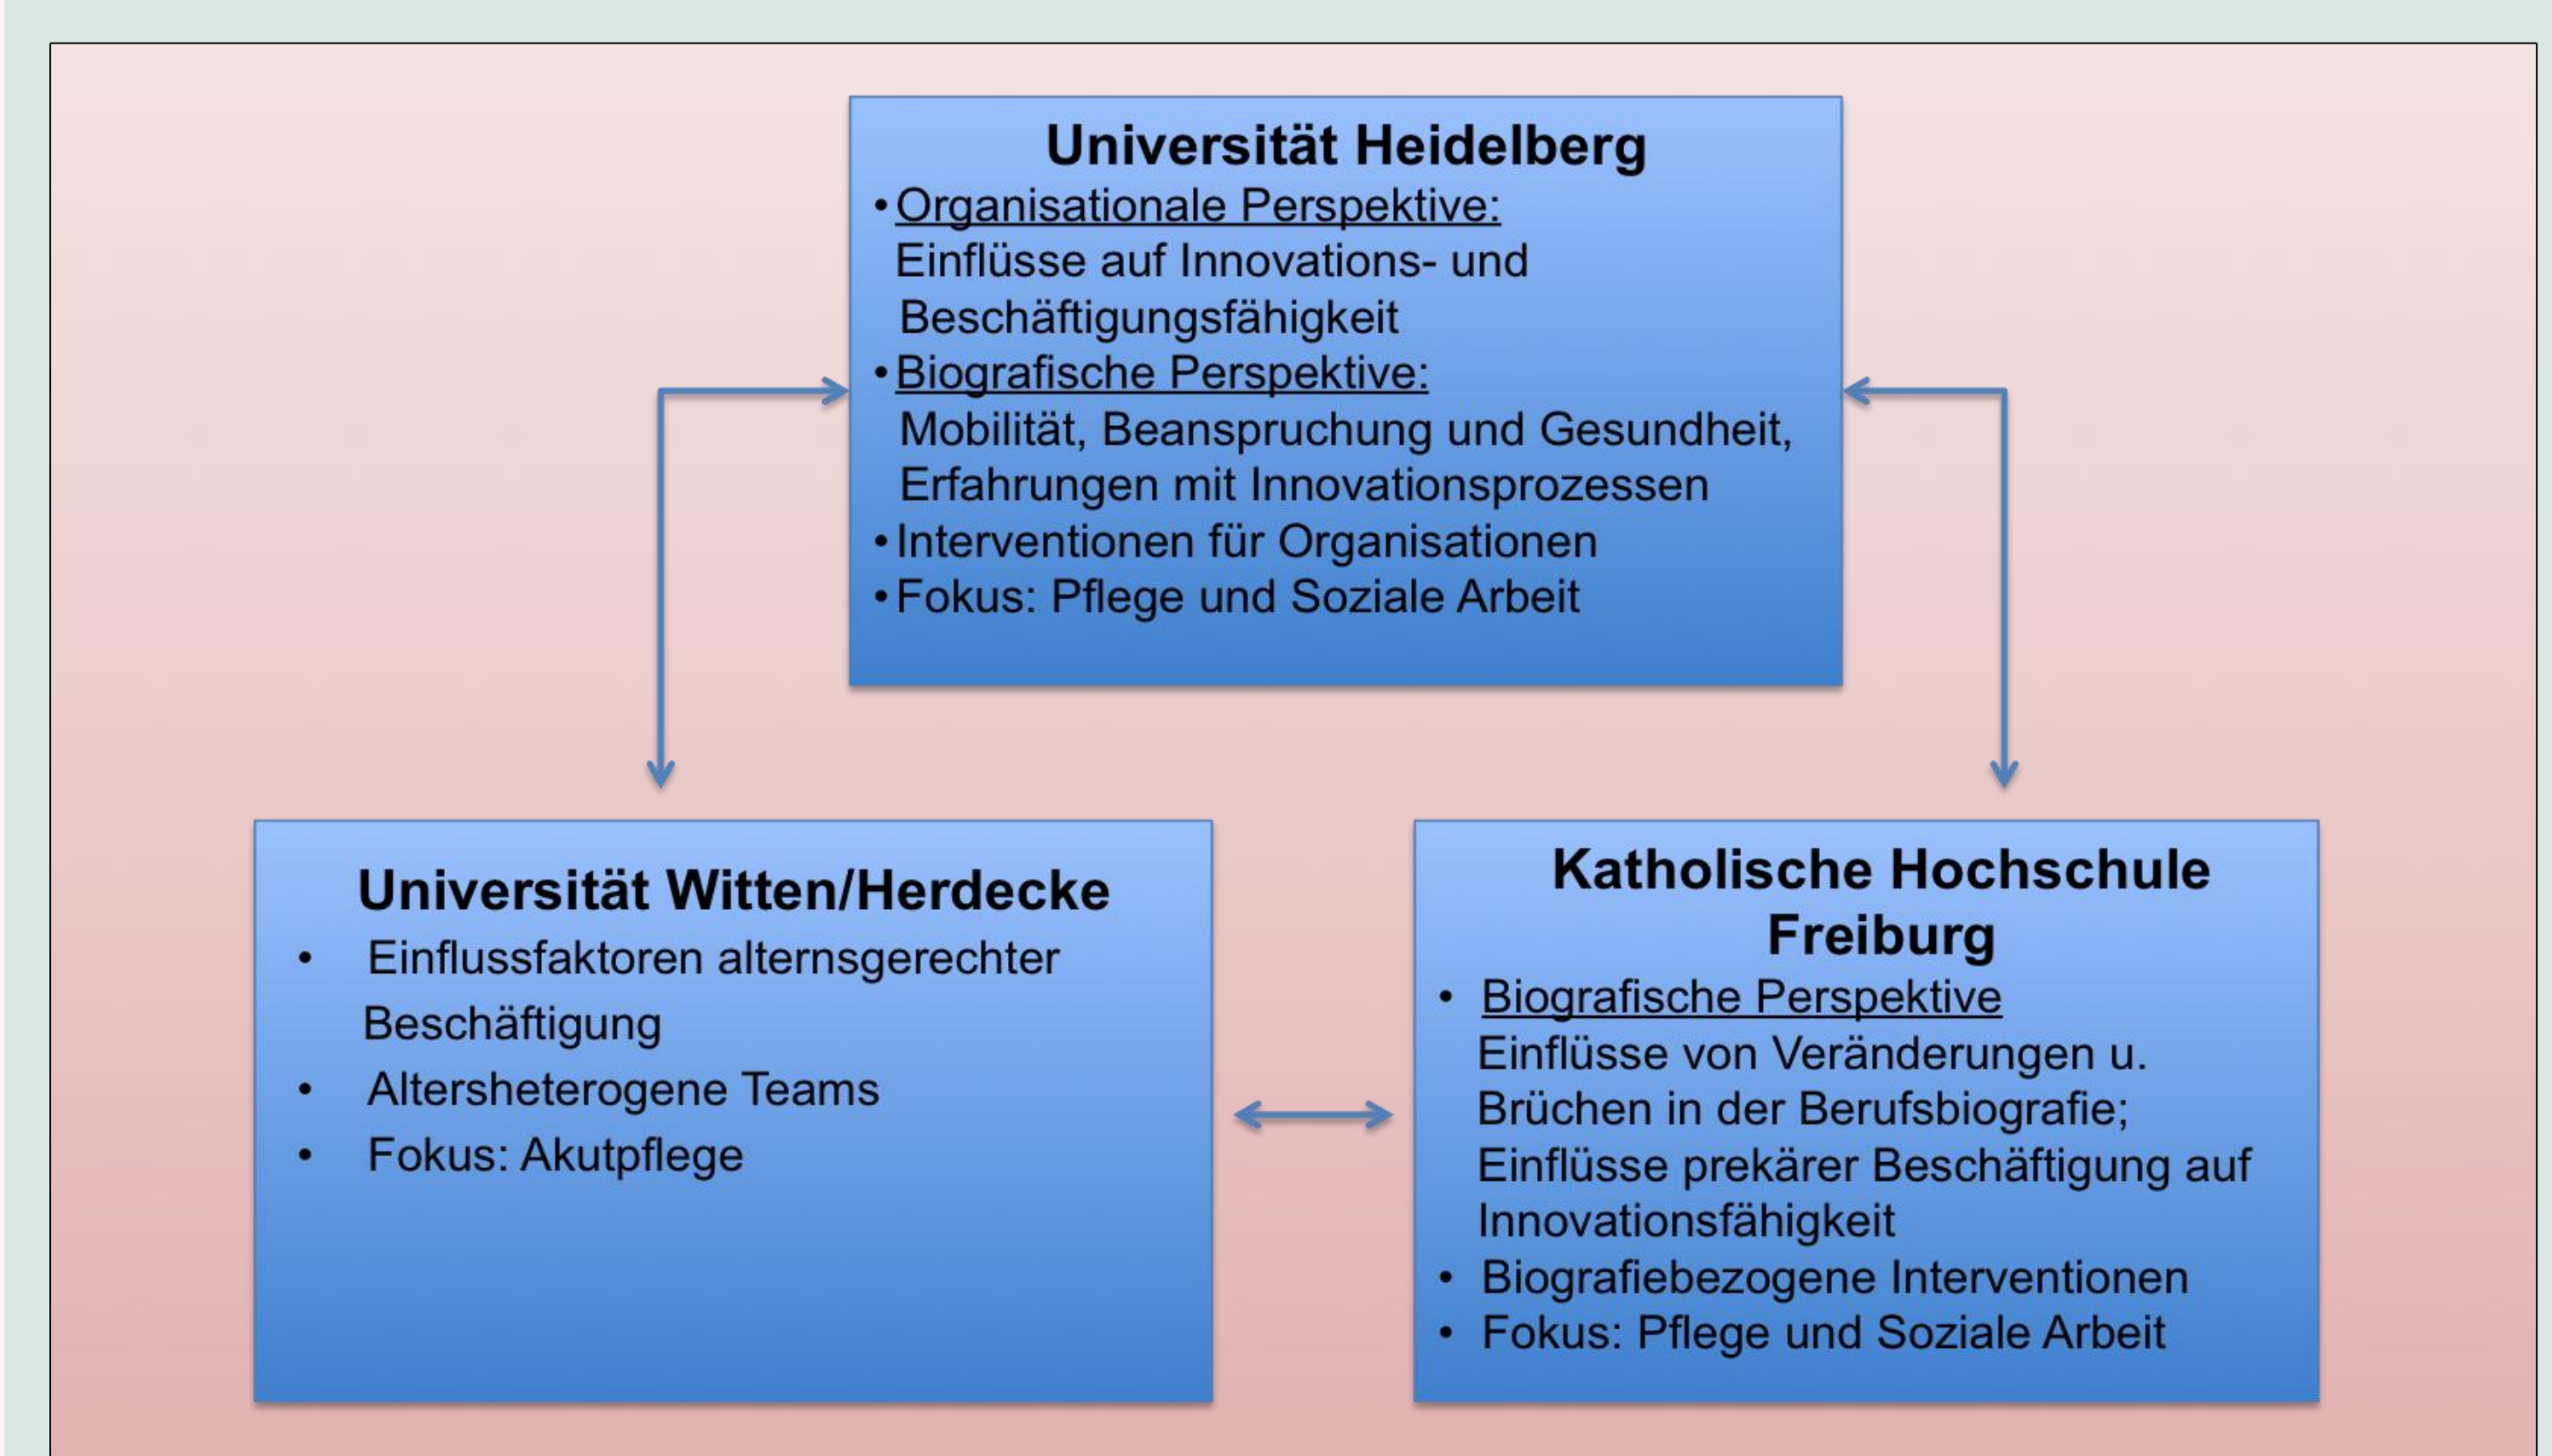 Universität Heidelberg
•Organisationale Perspektive:
Einflüsse auf Innovations- und
Beschäftigungsfähigkeit
•Biografische Perspektive:
Mobilität, Beanspruchung und Gesundheit,
Erfahrungen mit Innovationsprozessen
•Interventionen für Organisationen
•Fokus: Pflege und Soziale Arbeit
Universität Witten/Herdecke
• Einflussfaktoren alternsgerechter
Beschäftigung
• Altersheterogene Teams
• Fokus: Akutpflege
Katholische Hochschule
Freiburg
• Biografische Perspektive
Einflüsse von Veränderungen u.
Brüchen in der Berufsbiografie;
Einflüsse prekärer Beschäftigung auf
Innovationsfähigkeit
• Biografiebezogene Interventionen
• Fokus: Pflege und Soziale Arbeit